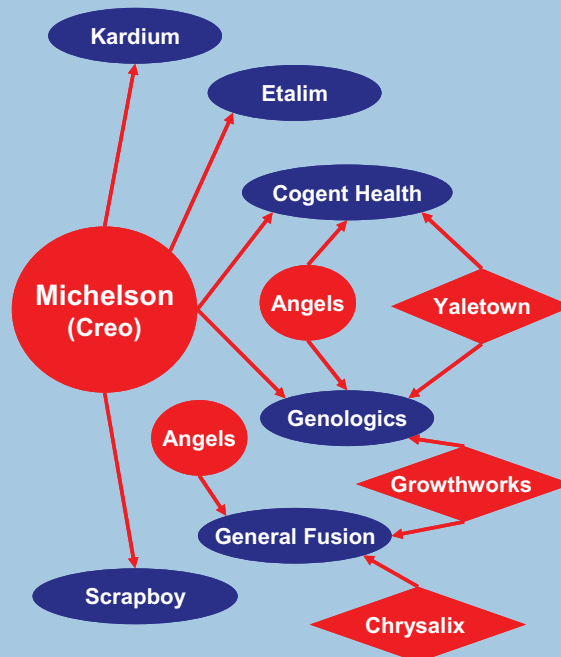 Kardium
Etalim
Cogent Health
Michelson
(Creo)
Angels
Yaletown
Genologics
Angels
Growthworks
General Fusion
Scrapboy
Chrysalix